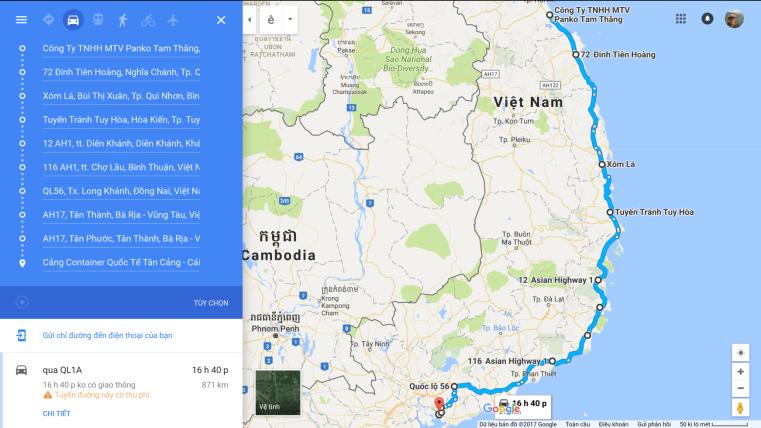 Công Ty TNHH MTV Panko Tam Thăng,
72 Đinh Tiên Hoàng, Nghĩa Chánh, Tp. Q
Xóm Lá, Bùi Thị Xuân, Tp. Qui Nhơn, Bìn
Tuyến Tránh Tuy Hòa, Hòa Kiến, Tp. Tuy
12 AH1, tt. Diên Khánh, Diên Khánh, Khá
116 AH1, tt. Chợ Lầu, Bình Thuận, Việt N
QL56, Tx. Long Khánh, Đồng Nai, Việt Na
AH17, Tân Thành, Bà Rịa - Vũng Tàu, Việ
AH17, Tân Phước, Tân Thành, Bà Rịa - V
Cảng Container Quốc Tế Tân Cảng - Cái
TÙY CHỌN
Gửi chỉ đường đến điện thoại của bạn
qua QL1A
16 h 40 p
16 h 40 p ko có giao thông
871 km
Tuyến đường này có thu phí.
CHI TIẾT
ê
Công Ty TNHH MTV
Panko Tam Thăng
72 Đinh Tiên Hoàng
Salavan
UBON
RATCHATHANI
Pakse
Dong Hua
Sao National
Bio-Diversity...
Muang
Champassak
Attapeu
AH17
AH132
13
Việt Nam
Tp. Kon Tum
Tp. Pleiku
64
Xóm Lá
7
Tuyến Tránh Tuy Hòa
Tp. Buôn
Ma Thuột
កម្ពុជា
Cambodia
12 Asian Highway 1
Tp. Đà Lạt
Krong
Kampong
Cham
Phnom Penh
Tp. Bảo Lộc
Tp. Tây Ninh
116 Asian Highway 1
Tp. Phan Thiết
Quốc lộ 56
16 h 40 p
Vệ tinh
Google
Dữ liệu bản đồ ©2017 Google
Toàn cầu
Điều khoản
Gửi phản hồi
50 ki lô mét